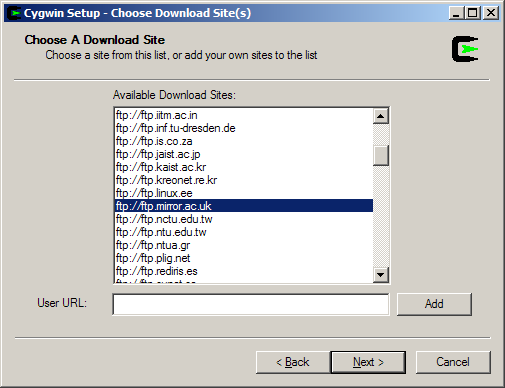 Cygwin Setup - Choose Download Site(s)
Choose A Download Site
Choose a site from this list, or add your own sites to the list
Available Download Sites:
ftp://ftp.iitm.ac.in
ftp://ftp.inf.tu-dresden.de
ftp://ftp.is.co.za
ftp://ftp.jaist.ac.jp
ftp://ftp.kaist.ac.kr
ftp://ftp.kreonet.re.kr
ftp://ftp.linux.ee
ftp://ftp.mirror.ac.uk
ftp://ftp.nctu.edu.tw
ftp://ftp.ntu.edu.tw
ftp://ftp.ntua.gr
ftp://ftp.plig.net
ftp://ftp.rediris.es
User URL:
Add
< Back
Next >
Cancel